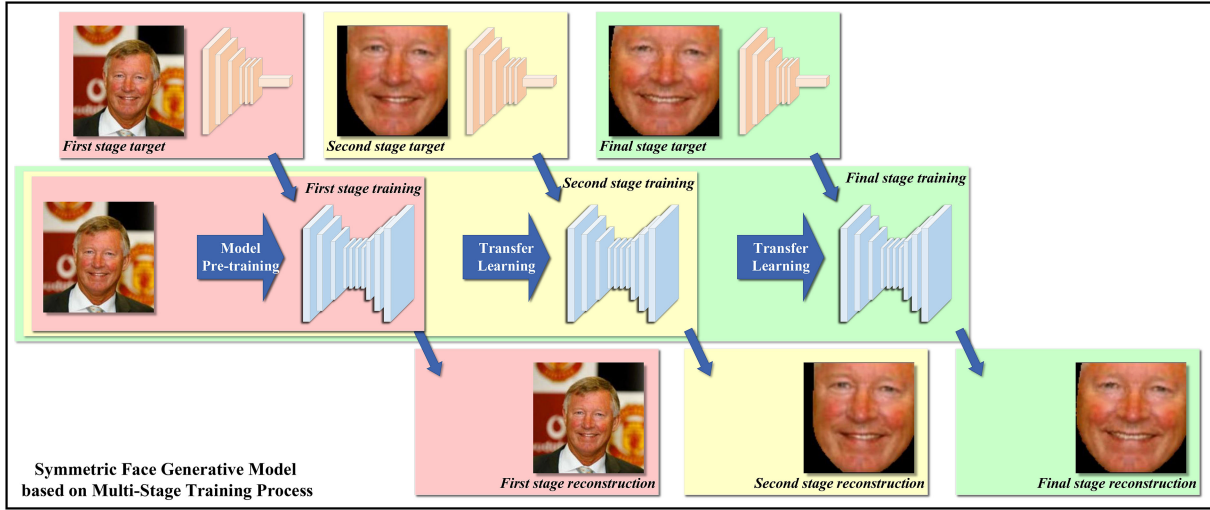 First stage target
Second stage target
Final stage target
First stage training
Second stage training
Final stage training
Model
Pre-training
Transfer
Learning
Transfer
Learning
First stage reconstruction
Second stage reconstruction
Final stage reconstruction
Symmetric Face Generative Model
based on Multi-Stage Training Process